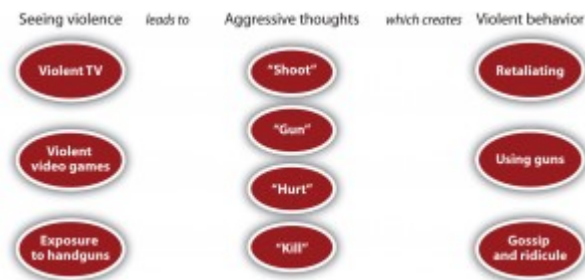 Seeing violence leads to Aggressive thoughts which creates Violent behavior
Violent TV
"Shoot"
Retaliating
"Gun"
Violent
video games
Using guns
"Hurt"
Exposure
to handguns
"Kill"
Gossip
and ridicule